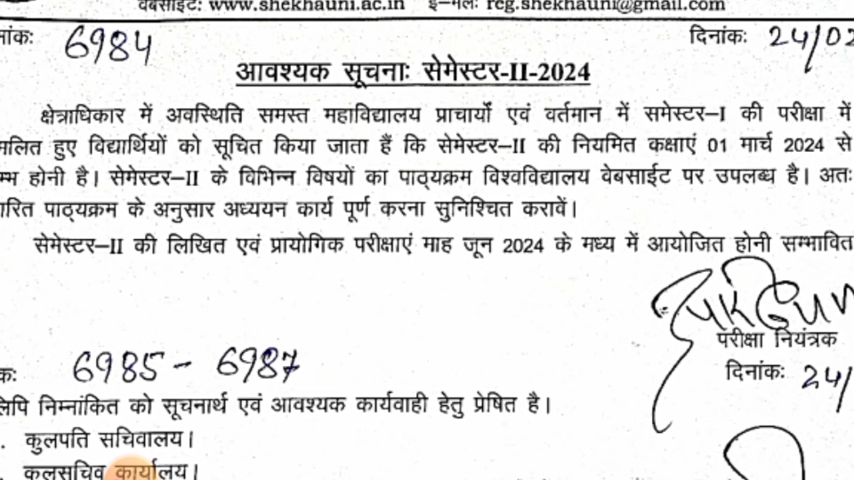 वेबसाईट: www.shekhauni.ac.in ई-मेल: reg.shekhauni@gmail.com
नांक: 6984 दिनांक: 24/02
आवश्यक सूचनाः सेमेस्टर-II-2024
क्षेत्राधिकार में अवस्थिति समस्त महाविद्यालय प्राचार्यों एवं वर्तमान में समेस्टर–I की परीक्षा में
मलित हुए विद्यार्थियों को सूचित किया जाता हैं कि सेमेस्टर–II की नियमित कक्षाएं 01 मार्च 2024 से
म्भ होनी है। सेमेस्टर–II के विभिन्न विषयों का पाठ्यक्रम विश्वविद्यालय वेबसाईट पर उपलब्ध है। अतः
रित पाठ्यक्रम के अनुसार अध्ययन कार्य पूर्ण करना सुनिश्चित करावें।
सेमेस्टर–II की लिखित एवं प्रायोगिक परीक्षाएं माह जून 2024 के मध्य में आयोजित होनी सम्भावित
परीक्षा नियंत्रक
कः 6985 - 6987 दिनांकः 24/
लिपि निम्नांकित को सूचनार्थ एवं आवश्यक कार्यवाही हेतु प्रेषित है।
. कुलपति सचिवालय।
. कुलसचिव कार्यालय।